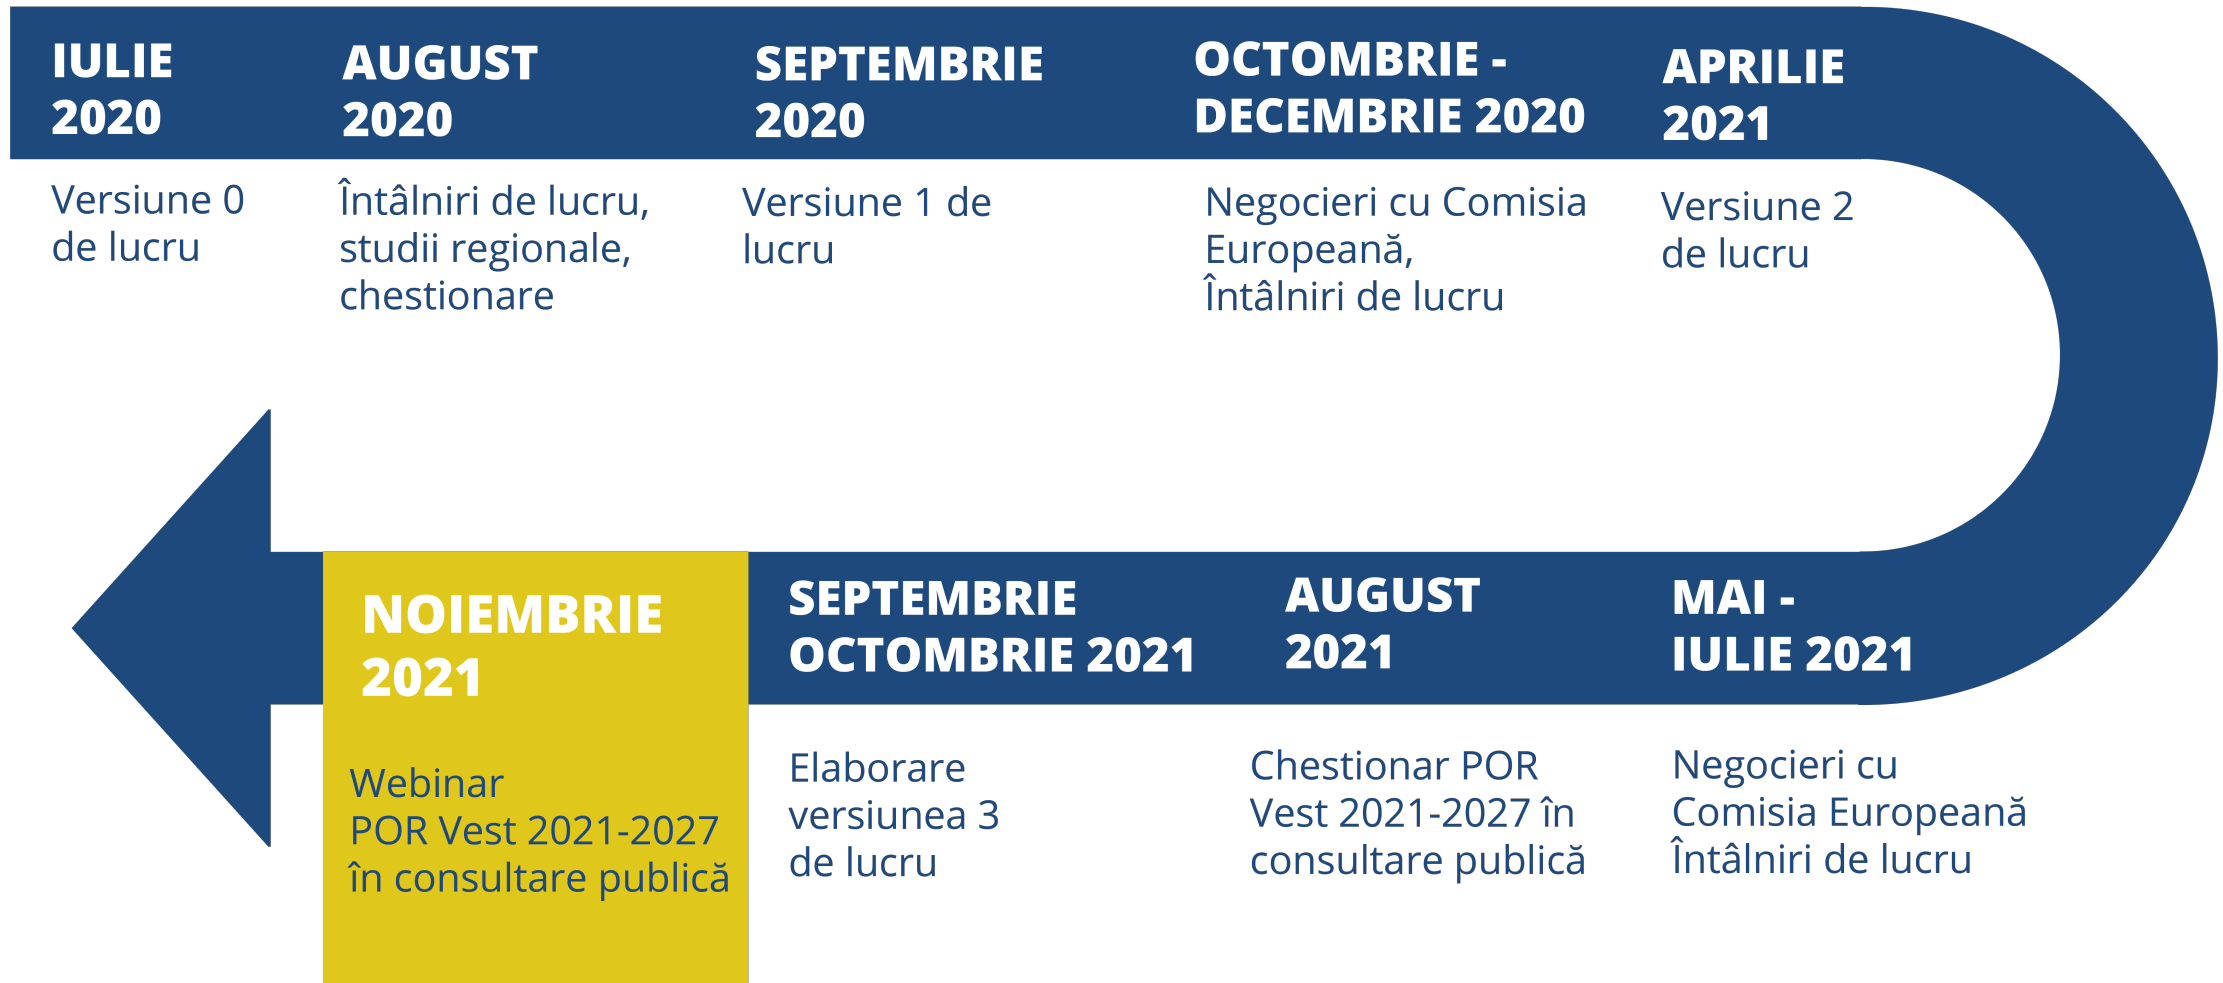 IULIE
2020
Versiune 0
de lucru
AUGUST
2020
Întâlniri de lucru,
studii regionale,
chestionare
SEPTEMBRIE
2020
Versiune 1 de
lucru
OCTOMBRIE -
DECEMBRIE 2020
Negocieri cu Comisia
Europeană,
Întâlniri de lucru
APRILIE
2021
Versiune 2
de lucru
MAI -
IULIE 2021
Negocieri cu
Comisia Europeană
Întâlniri de lucru
AUGUST
2021
Chestionar POR
Vest 2021-2027 în
consultare publică
SEPTEMBRIE
OCTOMBRIE 2021
Elaborare
versiunea 3
de lucru
NOIEMBRIE
2021
Webinar
POR Vest 2021-2027
în consultare publică